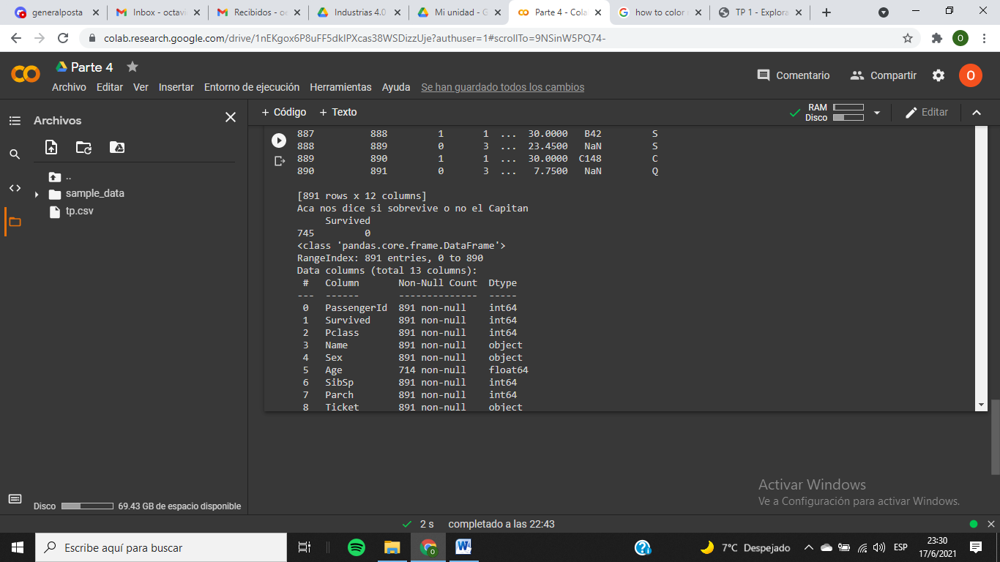 generalposta
Inbox - octavi
Recibidos - oc
Industrias 4.0
Mi unidad - G
Parte 4 - Cola
how to color
TP 1 - Explora
colab.research.google.com/drive/1nEKgox6P8uFF5dkIPXcas38WSDizzUje?authuser=1#scrollTo=9NSinW5PQ74-
O
Parte 4
Comentario
Compartir
O
Archivo Editar Ver Insertar Entorno de ejecución Herramientas Ayuda Se han guardado todos los cambios
Archivos
+ Código + Texto
RAM
Disco
Editar
..
sample_data
tp.csv
887 888 1 1 ... 30.0000 B42 S
888 889 0 3 ... 23.4500 NaN S
889 890 1 1 ... 30.0000 C148 C
890 891 0 3 ... 7.7500 NaN Q
[891 rows x 12 columns]
Aca nos dice si sobrevive o no el Capitan
Survived
745 0
<class 'pandas.core.frame.DataFrame'>
RangeIndex: 891 entries, 0 to 890
Data columns (total 13 columns):
# Column Non-Null Count Dtype
--- ------ -------------- -----
0 PassengerId 891 non-null int64
1 Survived 891 non-null int64
2 Pclass 891 non-null int64
3 Name 891 non-null object
4 Sex 891 non-null object
5 Age 714 non-null float64
6 SibSp 891 non-null int64
7 Parch 891 non-null int64
8 Ticket 891 non-null object
Activar Windows
Ve a Configuración para activar Windows.
Disco 69.43 GB de espacio disponible
2 s completado a las 22:43
Escribe aquí para buscar
7°C Despejado
ESP
23:30
17/6/2021